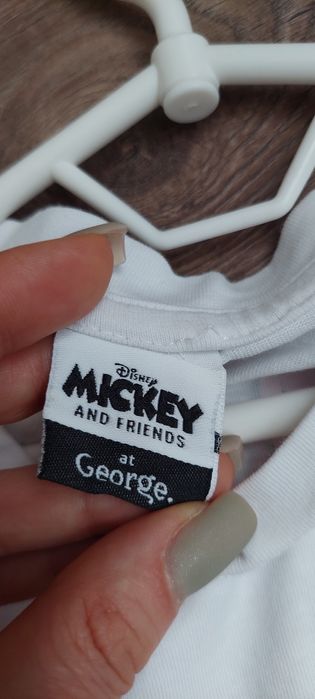 Disney
MICKEY
AND FRIENDS
at
George.